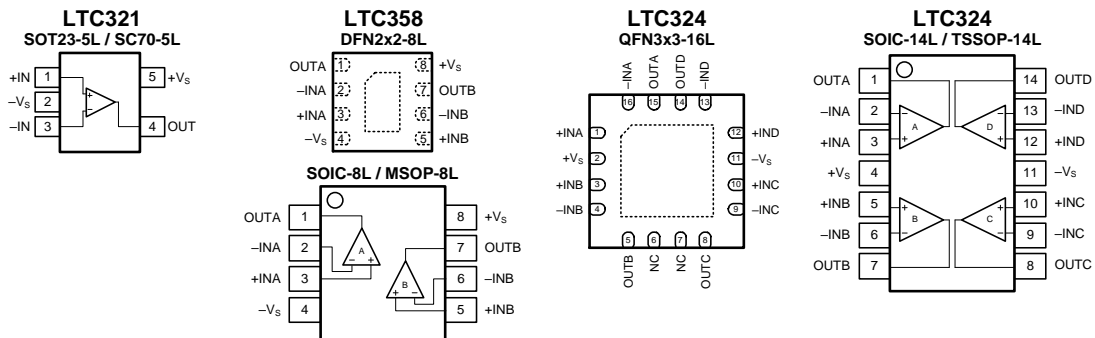 LTC321
SOT23-5L / SC70-5L
+IN 1
–VS 2
–IN 3
5 +VS
4 OUT
+
–
LTC358
DFN2x2-8L
OUTA 1
–INA 2
+INA 3
–VS 4
8 +VS
7 OUTB
6 –INB
5 +INB
SOIC-8L / MSOP-8L
OUTA 1
–INA 2
+INA 3
–VS 4
8 +VS
7 OUTB
6 –INB
5 +INB
A
– +
B
+ –
LTC324
QFN3x3-16L
–INA OUTA OUTD –IND
16 15 14 13
+INA 1
+VS 2
+INB 3
–INB 4
12 +IND
11 –VS
10 +INC
9 –INC
5 6 7 8
OUTB NC NC OUTC
LTC324
SOIC-14L / TSSOP-14L
OUTA 1
–INA 2
+INA 3
+VS 4
+INB 5
–INB 6
OUTB 7
14 OUTD
13 –IND
12 +IND
11 –VS
10 +INC
9 –INC
8 OUTC
– A D –
+ +
+ B C +
– –